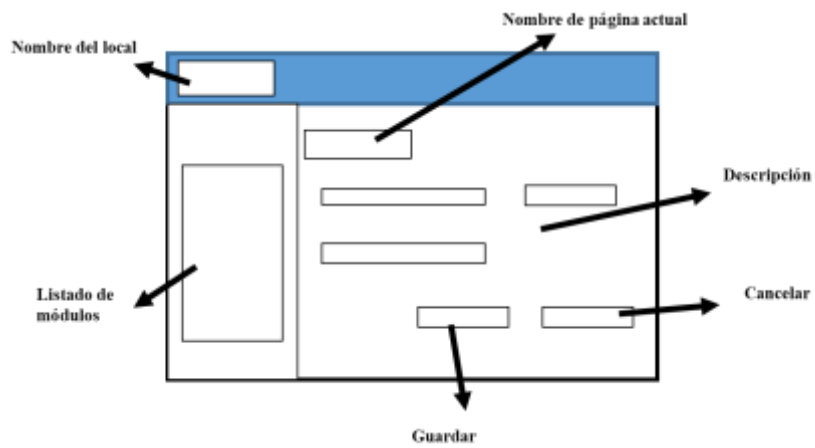 Nombre de página actual
Nombre del local
Descripción
Listado de
módulos
Cancelar
Guardar